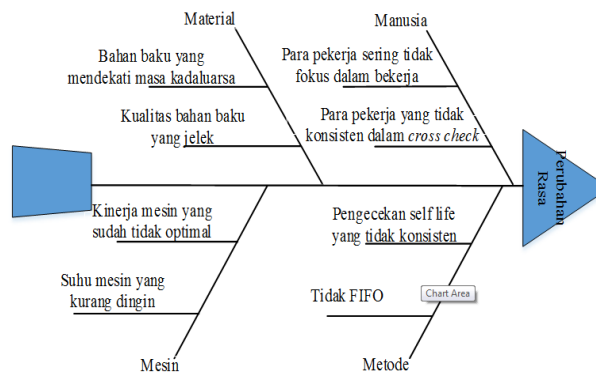 Material
Bahan baku yang
mendekati masa kadaluarsa
Kualitas bahan baku
yang jelek
Manusia
Para pekerja sering tidak
fokus dalam bekerja
Para pekerja yang tidak
konsisten dalam cross check
Perubahan
Rasa
Kinerja mesin yang
sudah tidak optimal
Suhu mesin yang
kurang dingin
Mesin
Pengecekan self life
yang tidak konsisten
Tidak FIFO
Chart Area
Metode